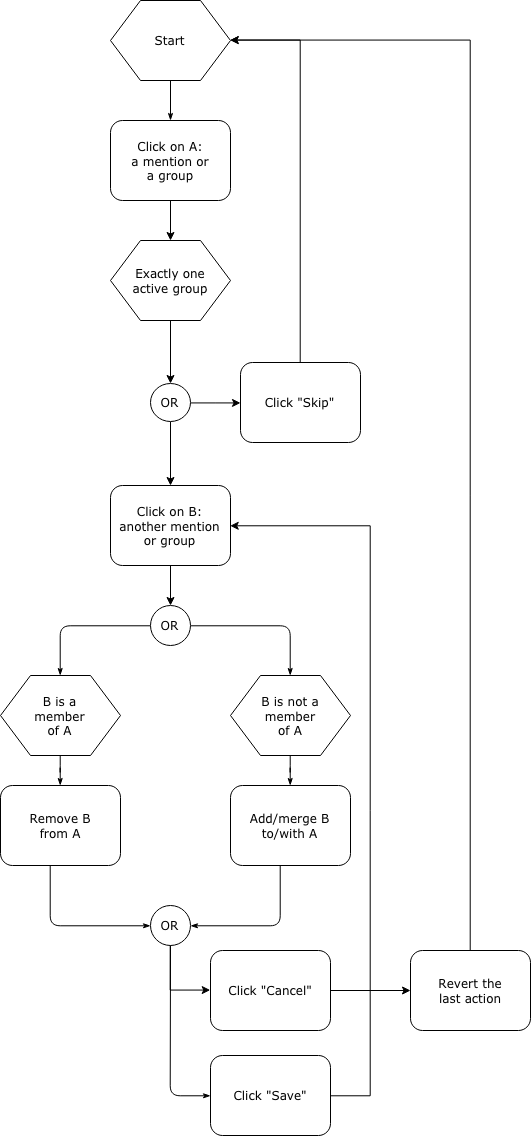 Start
Click on A:
a mention or
a group
Exactly one
active group
OR
Click "Skip"
Click on B:
another mention
or group
OR
B is a
member
of A
B is not a
member
of A
Remove B
from A
Add/merge B
to/with A
OR
Click "Cancel"
Revert the
last action
Click "Save"